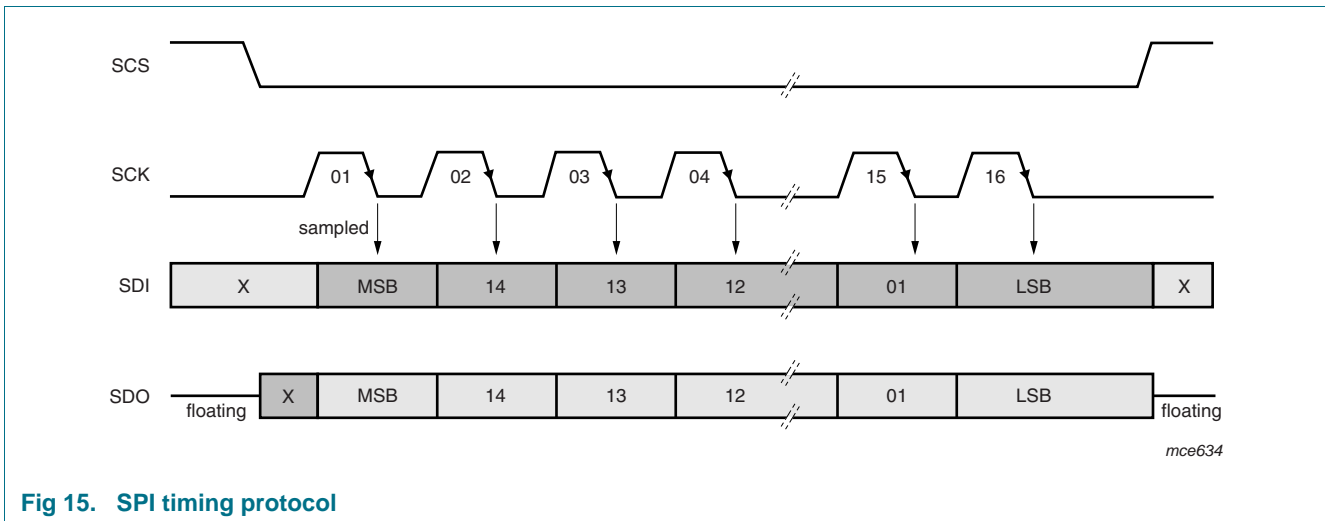 SCS
SCK 01 02 03 04 15 16
sampled
SDI X MSB 14 13 12 01 LSB X
SDO X MSB 14 13 12 01 LSB
floating floating
mce634
Fig 15. SPI timing protocol